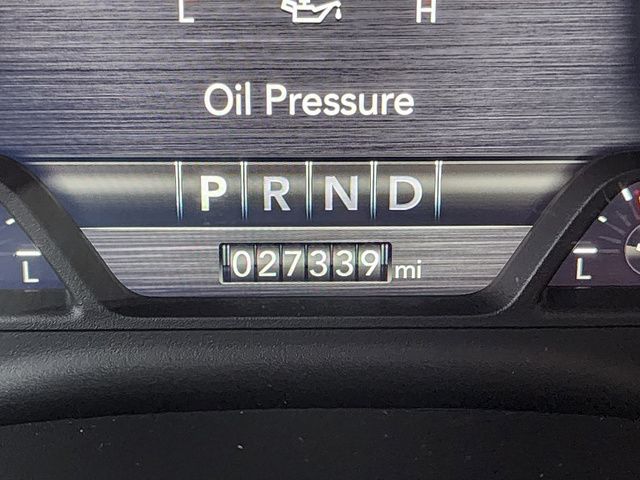 L H
Oil Pressure
P R N D
027339 mi
L L